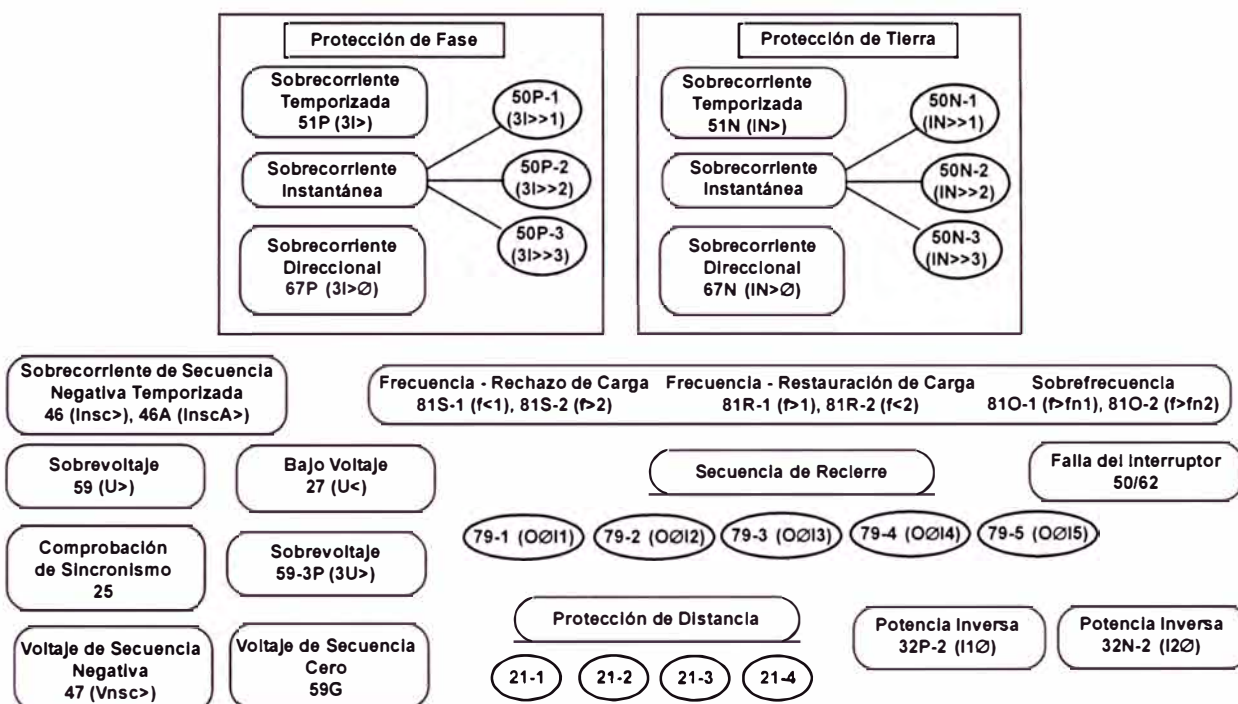 Protección de Fase
Sobrecorriente
Temporizada
51P (3I>)
Sobrecorriente
Instantánea
Sobrecorriente
Direccional
67P (3I>Ø)
50P-1
(3I>>1)
50P-2
(3I>>2)
50P-3
(3I>>3)
Protección de Tierra
Sobrecorriente
Temporizada
51N (IN>)
Sobrecorriente
Instantánea
Sobrecorriente
Direccional
67N (IN>Ø)
50N-1
(IN>>1)
50N-2
(IN>>2)
50N-3
(IN>>3)
Sobrecorriente de Secuencia
Negativa Temporizada
46 (Insc>), 46A (InscA>)
Frecuencia - Rechazo de Carga
81S-1 (f<1), 81S-2 (f>2)
Frecuencia - Restauración de Carga
81R-1 (f>1), 81R-2 (f<2)
Sobrefrecuencia
81O-1 (f>fn1), 81O-2 (f>fn2)
Sobrevoltaje
59 (U>)
Bajo Voltaje
27 (U<)
Secuencia de Recierre
Falla del Interruptor
50/62
79-1 (OØI1)
79-2 (OØI2)
79-3 (OØI3)
79-4 (OØI4)
79-5 (OØI5)
Comprobación
de Sincronismo
25
Sobrevoltaje
59-3P (3U>)
Protección de Distancia
21-1
21-2
21-3
21-4
Potencia Inversa
32P-2 (I1Ø)
Potencia Inversa
32N-2 (I2Ø)
Voltaje de Secuencia
Negativa
47 (Vnsc>)
Voltaje de Secuencia
Cero
59G